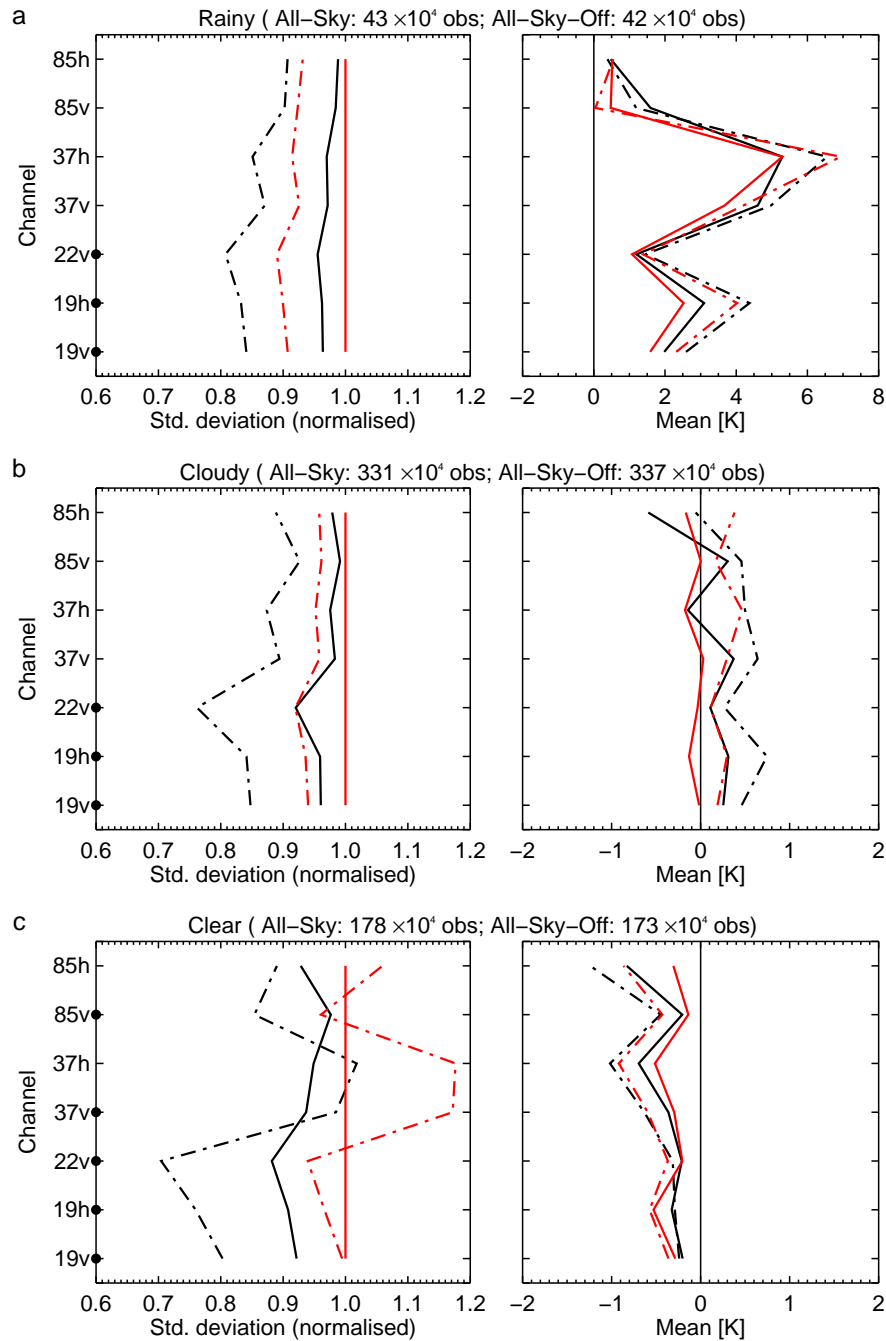 a
Rainy ( All−Sky: 43 ×10⁴ obs; All−Sky−Off: 42 ×10⁴ obs)
85h
85v
37h
37v
22v
19h
19v
Channel
0.6 0.7 0.8 0.9 1.0 1.1 1.2
Std. deviation (normalised)
−2 0 2 4 6 8
Mean [K]
b
Cloudy ( All−Sky: 331 ×10⁴ obs; All−Sky−Off: 337 ×10⁴ obs)
85h
85v
37h
37v
22v
19h
19v
Channel
0.6 0.7 0.8 0.9 1.0 1.1 1.2
Std. deviation (normalised)
−2 −1 0 1 2
Mean [K]
c
Clear ( All−Sky: 178 ×10⁴ obs; All−Sky−Off: 173 ×10⁴ obs)
85h
85v
37h
37v
22v
19h
19v
Channel
0.6 0.7 0.8 0.9 1.0 1.1 1.2
Std. deviation (normalised)
−2 −1 0 1 2
Mean [K]